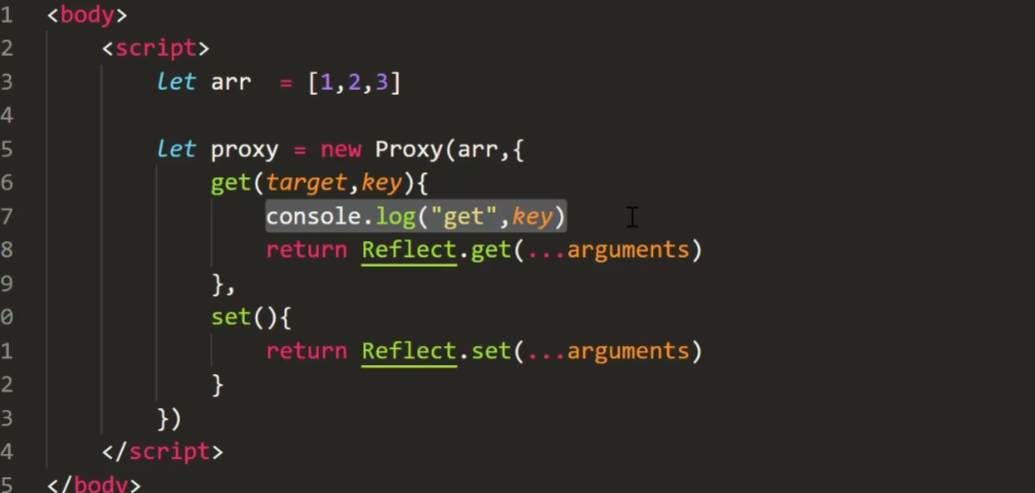 1 <body>
2 <script>
3 let arr = [1,2,3]
4
5 let proxy = new Proxy(arr,{
6 get(target,key){
7 console.log("get",key)
8 return Reflect.get(...arguments)
9 },
0 set(){
1 return Reflect.set(...arguments)
2 }
3 })
4 </script>
5 </body>